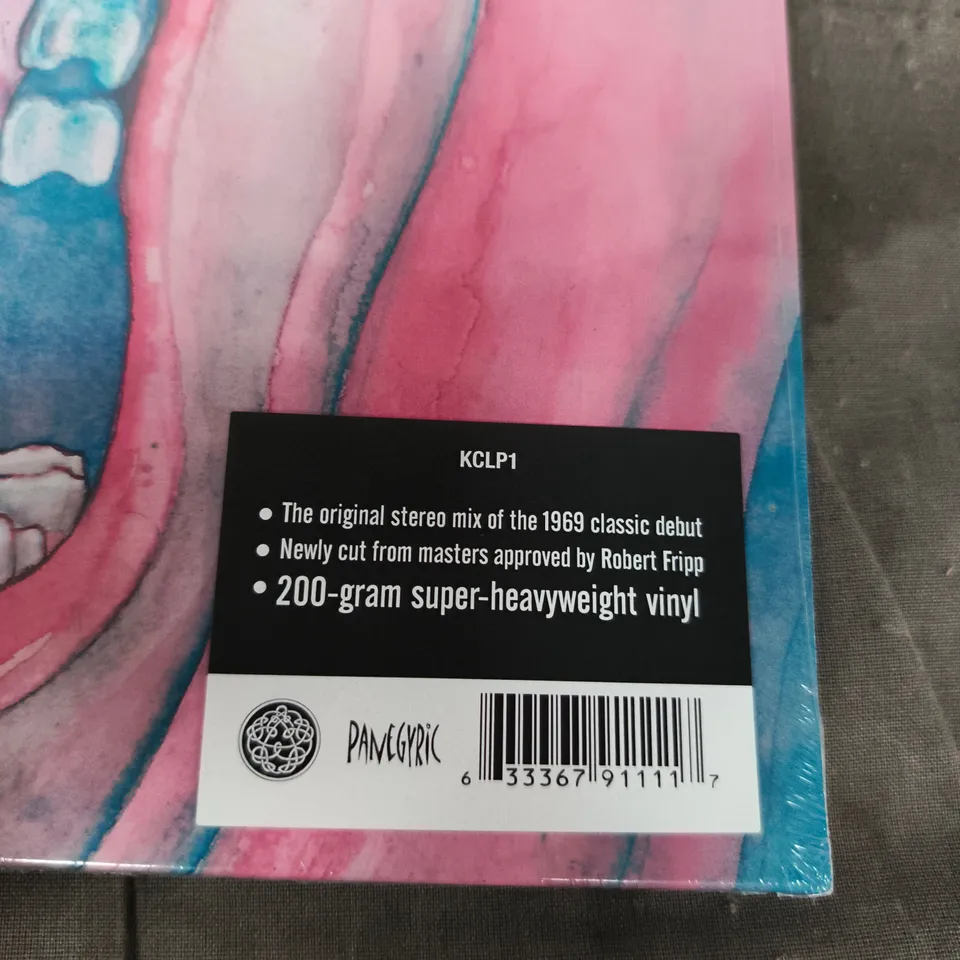 KCLP1
• The original stereo mix of the 1969 classic debut
• Newly cut from masters approved by Robert Fripp
• 200-gram super-heavyweight vinyl
PANEGYRIC
6 33367 91111 7